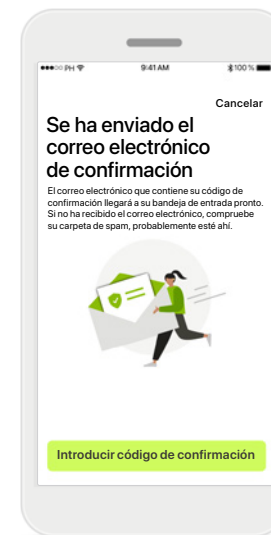 ●●●○○ PH 9:41 AM 100 %
Cancelar
Se ha enviado el
correo electrónico
de confirmación
El correo electrónico que contiene su código de
confirmación llegará a su bandeja de entrada pronto.
Si no ha recibido el correo electrónico, compruebe
su carpeta de spam, probablemente esté ahí.
Introducir código de confirmación